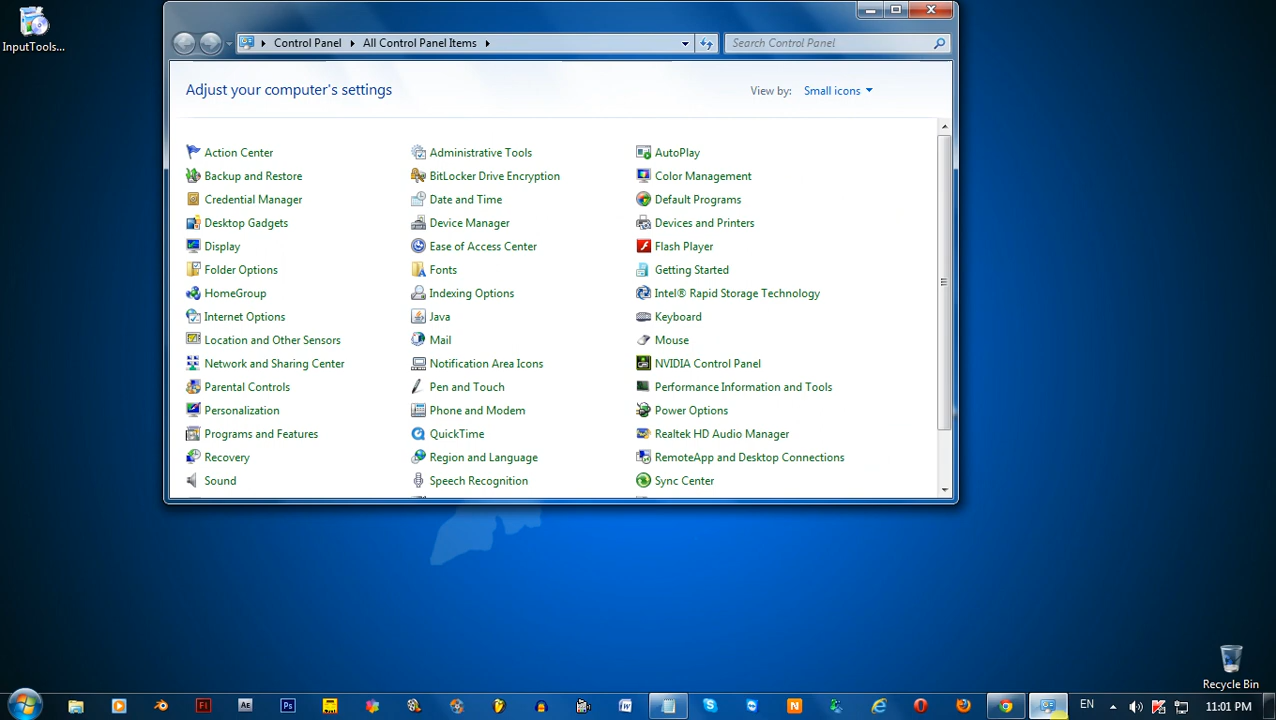 InputTools...
Control Panel All Control Panel Items
Search Control Panel
Adjust your computer's settings
View by: Small icons
Action Center
Administrative Tools
AutoPlay
Backup and Restore
BitLocker Drive Encryption
Color Management
Credential Manager
Date and Time
Default Programs
Desktop Gadgets
Device Manager
Devices and Printers
Display
Ease of Access Center
Flash Player
Folder Options
Fonts
Getting Started
HomeGroup
Indexing Options
Intel® Rapid Storage Technology
Internet Options
Java
Keyboard
Location and Other Sensors
Mail
Mouse
Network and Sharing Center
Notification Area Icons
NVIDIA Control Panel
Parental Controls
Pen and Touch
Performance Information and Tools
Personalization
Phone and Modem
Power Options
Programs and Features
QuickTime
Realtek HD Audio Manager
Recovery
Region and Language
RemoteApp and Desktop Connections
Sound
Speech Recognition
Sync Center
Recycle Bin
Fl
Ae
Ps
EN
11:01 PM